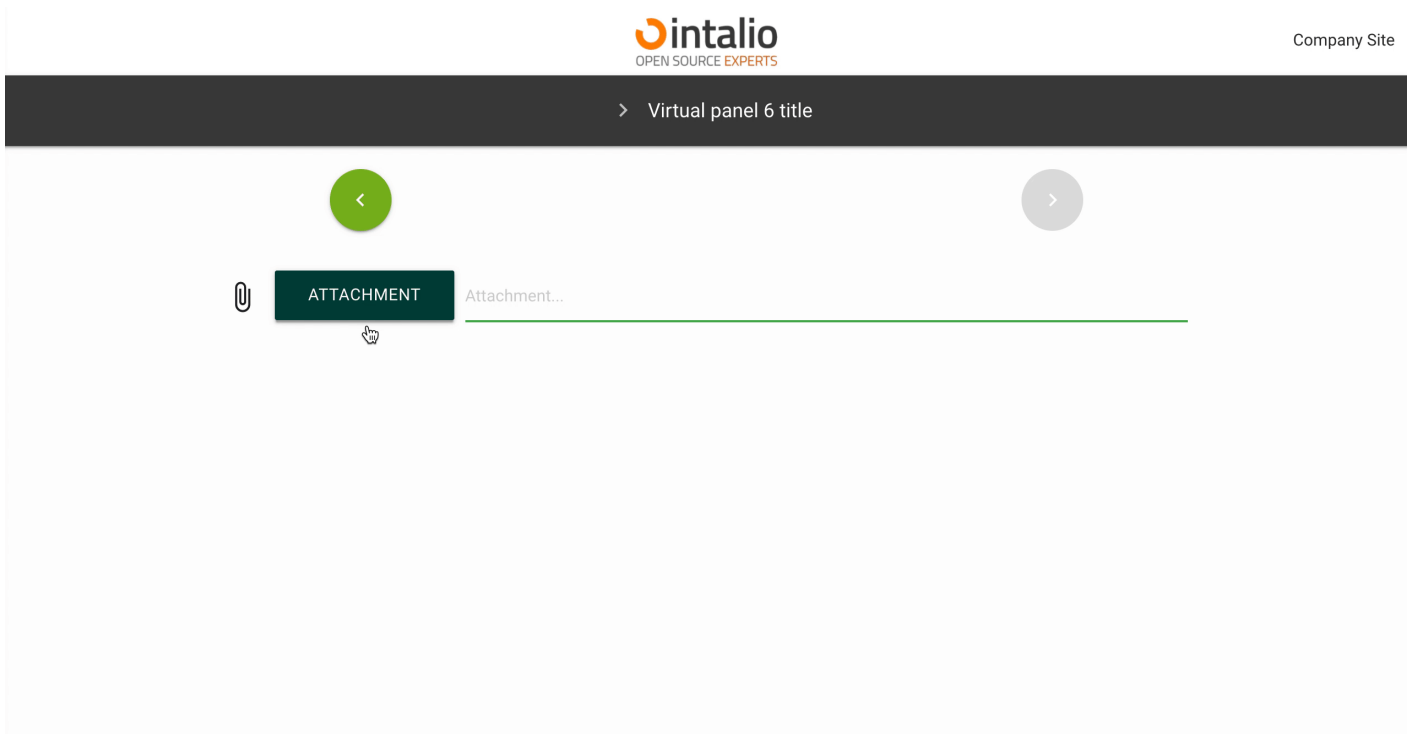 intalio
OPEN SOURCE EXPERTS
Company Site
Virtual panel 6 title
ATTACHMENT
Attachment...